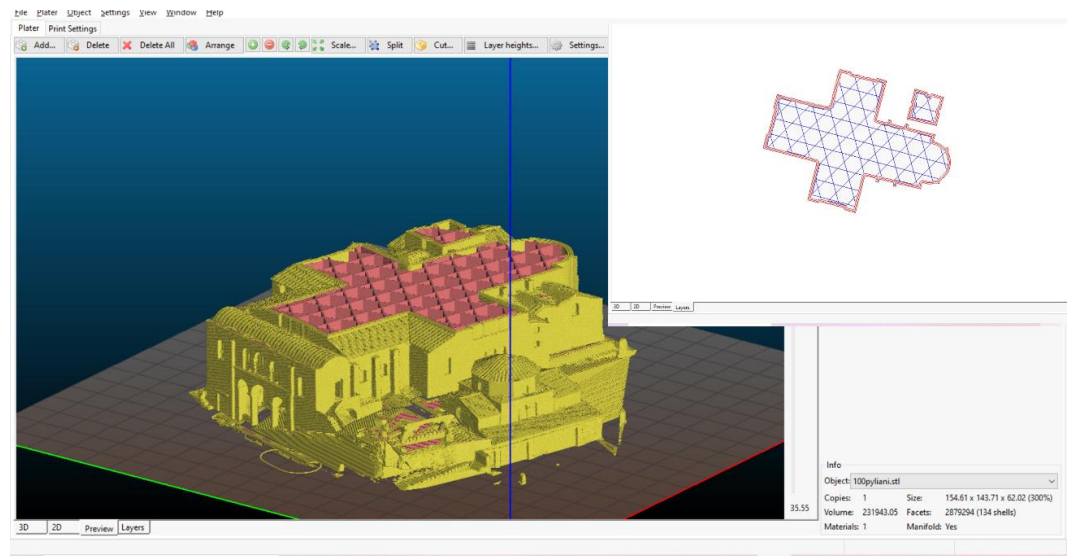 File Plater Object Settings View Window Help
Plater Print Settings
Add... Delete Delete All Arrange Scale... Split Cut... Layer heights... Settings...
3D 2D Preview Layers
Info
Object: 100pyliani.stl
Copies: 1 Size: 154.61 x 143.71 x 62.02 (300%)
Volume: 231943.05 Facets: 2879294 (134 shells)
Materials: 1 Manifold: Yes
35.55
3D 2D Preview Layers